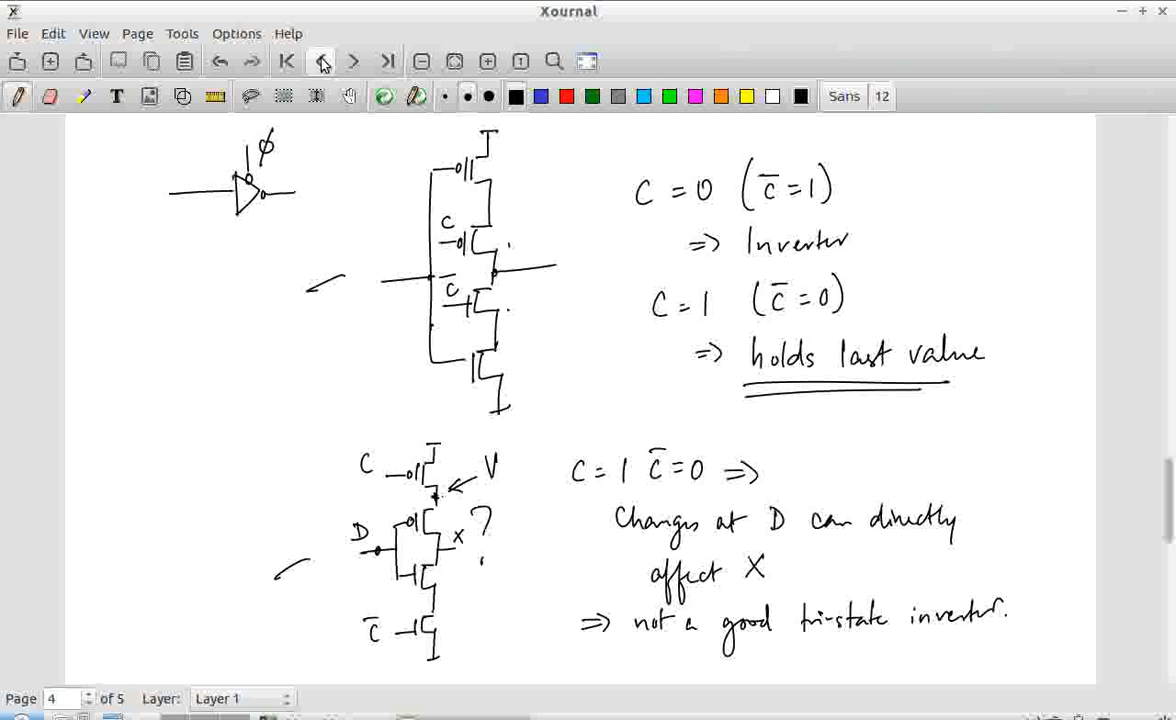 Xournal
File Edit View Page Tools Options Help
Sans 12
ϕ
C
C̅
C = 0 (C̅ = 1)
=> Inverter
C = 1 (C̅ = 0)
=> holds last value
C
V
D
X
?
C̅
C = 1 C̅ = 0 =>
Changes at D can directly
affect X
=> not a good tri-state inverter.
Page 4 of 5 Layer: Layer 1